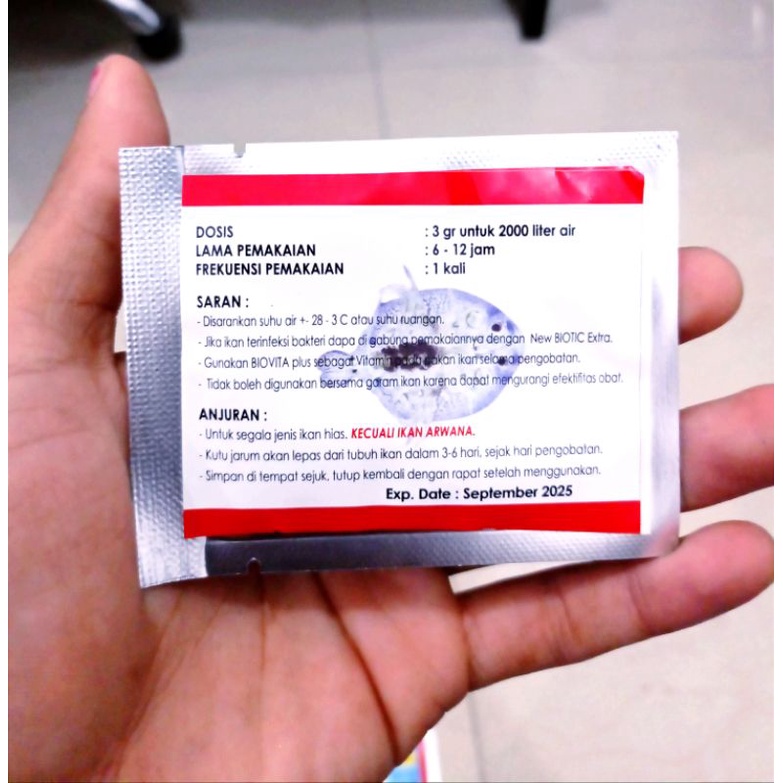 DOSIS : 3 gr untuk 2000 liter air
LAMA PEMAKAIAN : 6 - 12 jam
FREKUENSI PEMAKAIAN : 1 kali
SARAN :
- Disarankan suhu air +- 28 - 3 C atau suhu ruangan.
- Jika ikan terinfeksi bakteri dapa di gabung pemakaiannya dengan New BIOTIC Extra.
- Gunakan BIOVITA plus sebagat Vitamin pada pakan ikan selama pengobatan.
- Tidak boleh digunakan bersama garam ikan karena dapat mengurangi efektifitas obat.
ANJURAN :
- Untuk segala jenis ikan hias. KECUALI IKAN ARWANA.
- Kutu jarum akan lepas dari tubuh ikan dalam 3-6 hari, sejak hari pengobatan.
- Simpan di tempat sejuk, tutup kembali dengan rapat setelah menggunakan.
Exp. Date : September 2025